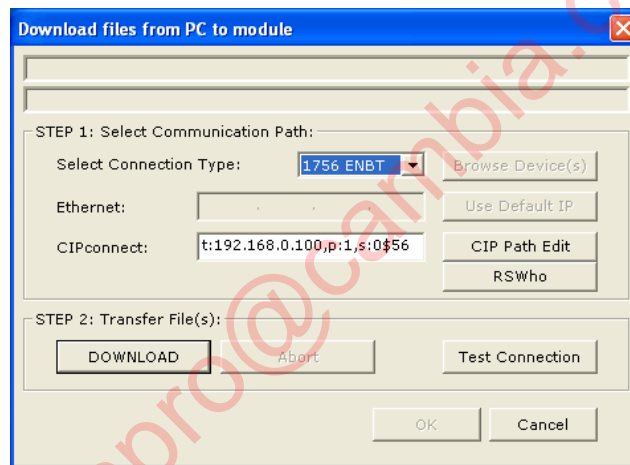 Download files from PC to module
STEP 1: Select Communication Path:
Select Connection Type: 1756 ENBT Browse Device(s)
Ethernet: . . . Use Default IP
CIPconnect: t:192.168.0.100,p:1,s:0$56 CIP Path Edit
RSWho
STEP 2: Transfer File(s):
DOWNLOAD Abort Test Connection
OK Cancel
pro@cambia.c